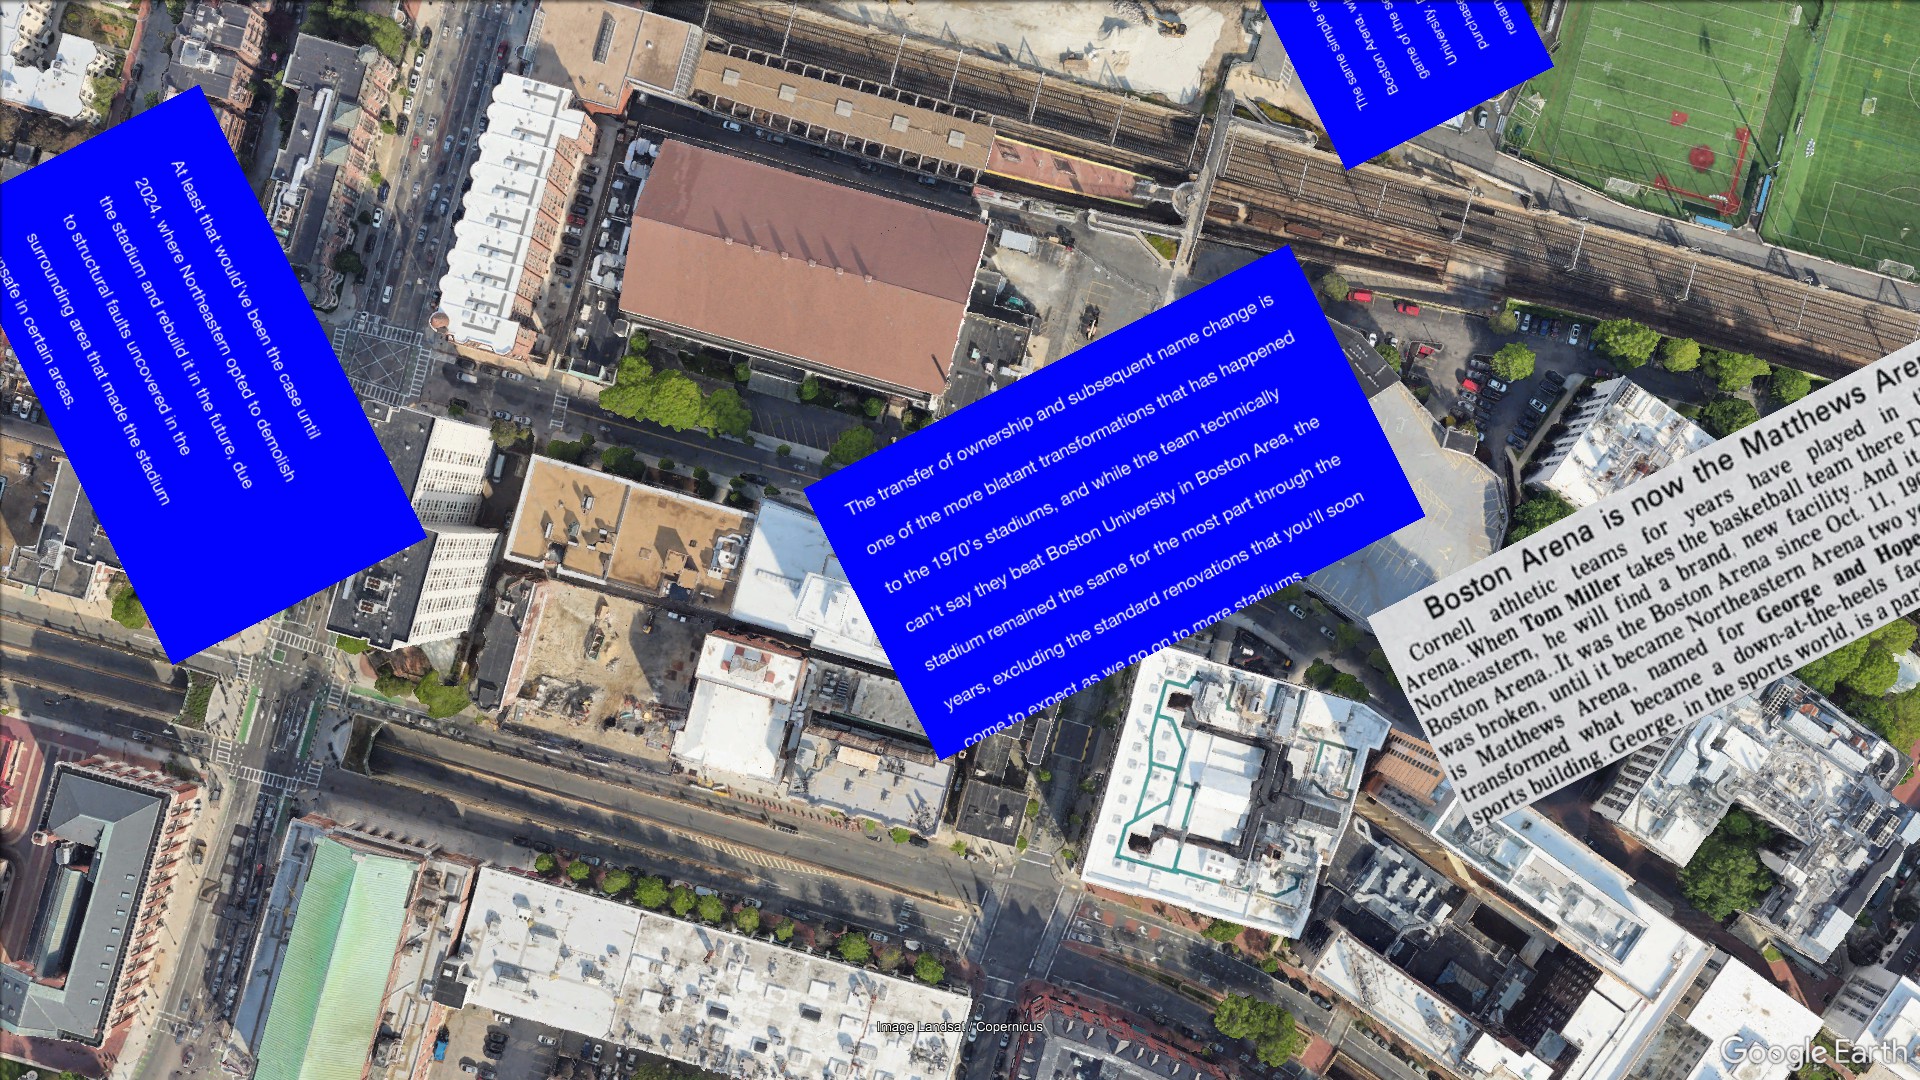 At least that would've been the case until
2024, where Northeastern opted to demolish
the stadium and rebuild it in the future, due
to structural faults uncovered in the
surrounding area that made the stadium
in certain areas.
The same simple
Boston Arena,
game of the
University,
The transfer of ownership and subsequent name change is
one of the more blatant transformations that has happened
to the 1970's stadiums, and while the team technically
can't say they beat Boston University in Boston Area, the
stadium remained the same for the most part through the
years, excluding the standard renovations that you'll soon
come to expect as we go on to more stadiums
Boston Arena is now the Matthews
Cornell athletic teams for years have played in
Arena..When Tom Miller takes the basketball team there
Northeastern, he will find a brand, new facility..And it
Boston Arena..It was the Boston Arena since Oct. 11,
was broken, until it became Northeastern Arena two
is Matthews Arena, named for George and
transformed what became a down-at-the-heels
sports building. George, in the sports world, is a
Image Landsat / Copernicus
Google Earth